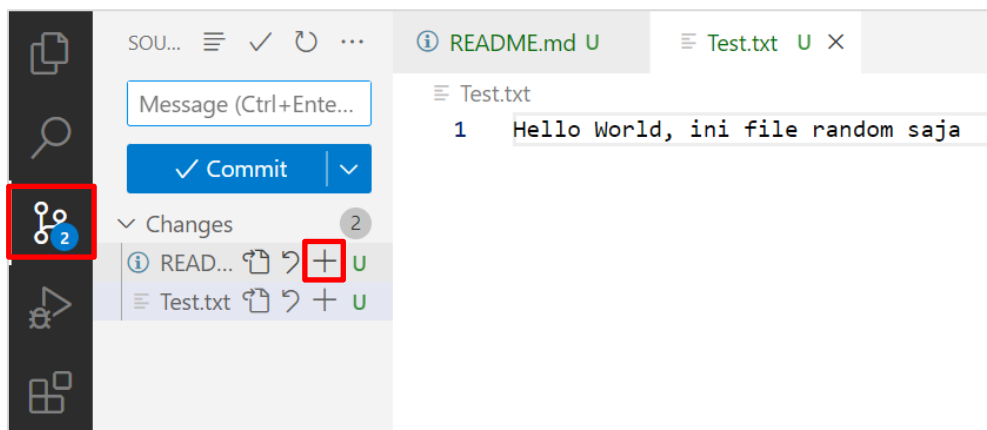 SOU...
Message (Ctrl+Ente...
Commit
Changes 2
READ... U
Test.txt U
2
README.md U
Test.txt U
Test.txt
1 Hello World, ini file random saja